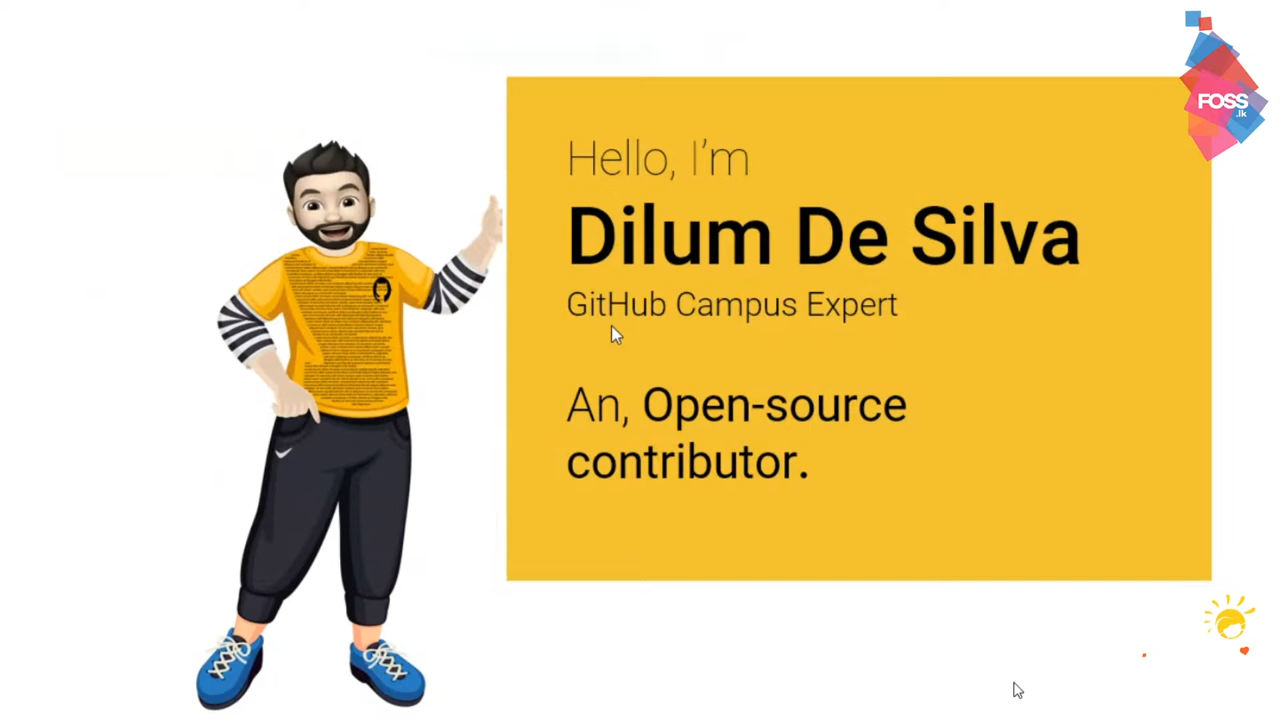 Hello, I'm
Dilum De Silva
GitHub Campus Expert
An, Open-source
contributor.
FOSS
.lk